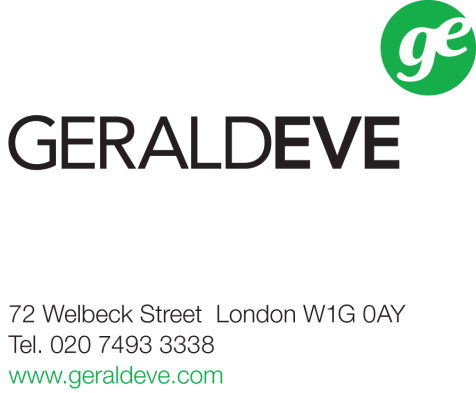 ge
GERALDEVE
72 Welbeck Street London W1G 0AY
Tel. 020 7493 3338
www.geraldeve.com